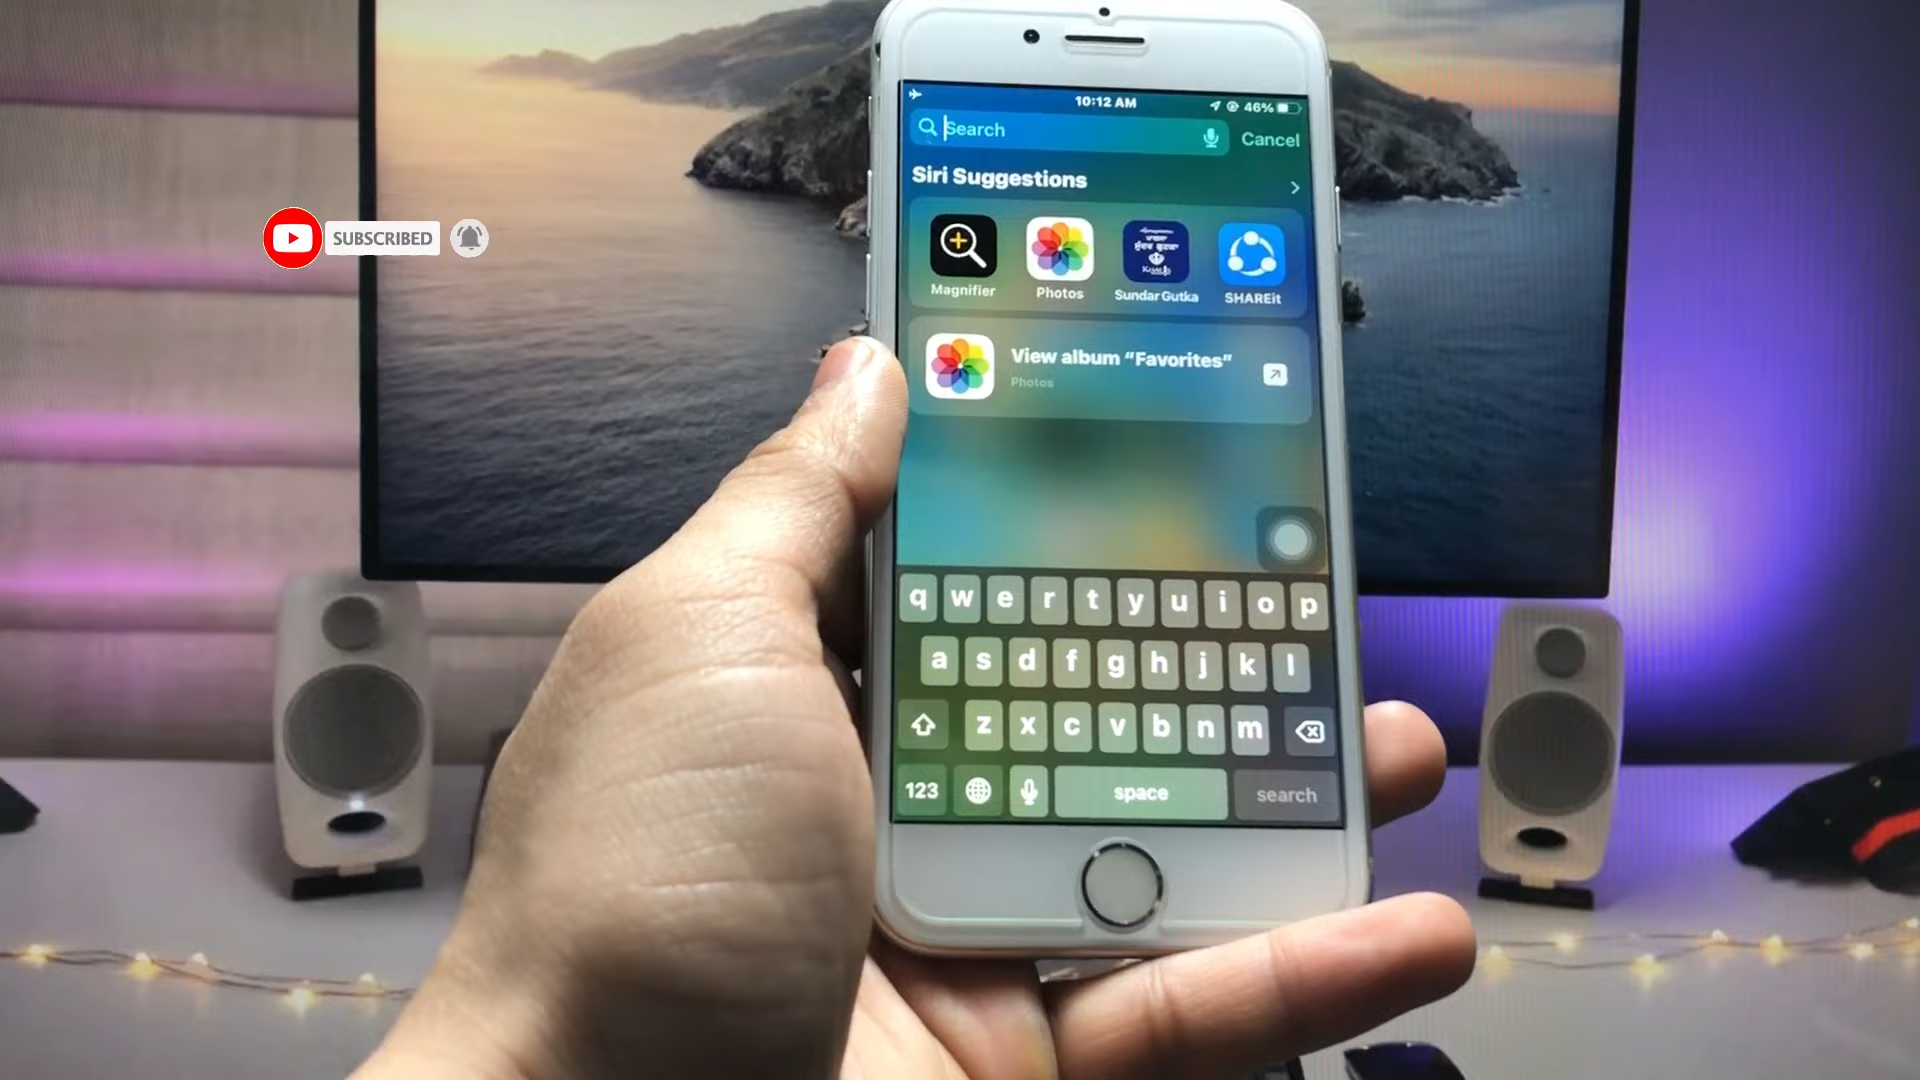 10:12 AM
46%
Search
Cancel
Siri Suggestions
Magnifier
Photos
Sundar Gutka
SHAREit
View album “Favorites”
Photos
SUBSCRIBED
q w e r t y u i o p
a s d f g h j k l
z x c v b n m
123
space
search